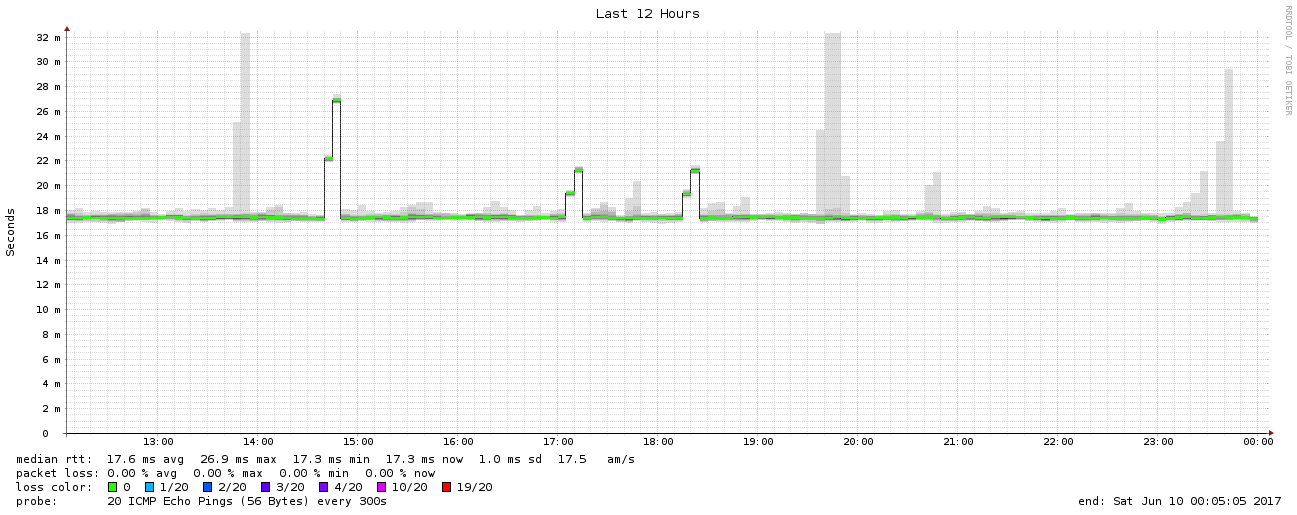 Last 12 Hours
RRDTOOL / TOBI OETIKER
Seconds
32 m
30 m
28 m
26 m
24 m
22 m
20 m
18 m
16 m
14 m
12 m
10 m
8 m
6 m
4 m
2 m
0
13:00 14:00 15:00 16:00 17:00 18:00 19:00 20:00 21:00 22:00 23:00 00:00
median rtt: 17.6 ms avg 26.9 ms max 17.3 ms min 17.3 ms now 1.0 ms sd 17.5 am/s
packet loss: 0.00 % avg 0.00 % max 0.00 % min 0.00 % now
loss color: 0 1/20 2/20 3/20 4/20 10/20 19/20
probe: 20 ICMP Echo Pings (56 Bytes) every 300s end: Sat Jun 10 00:05:05 2017